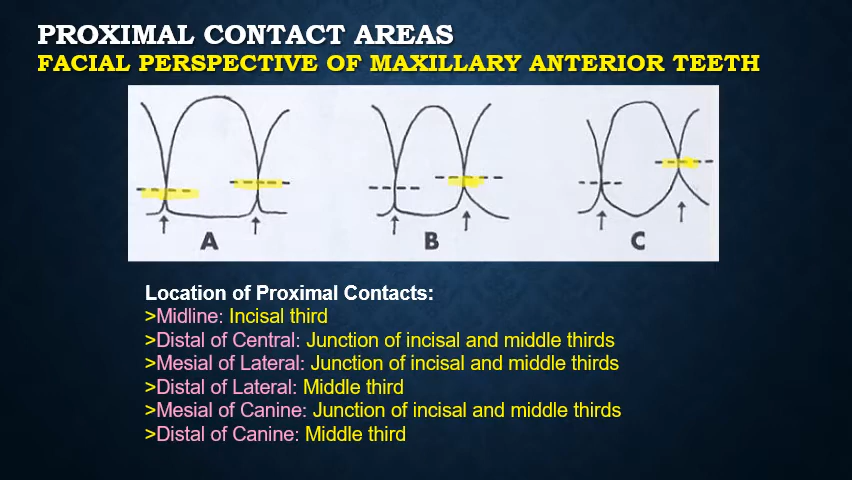 PROXIMAL CONTACT AREAS
FACIAL PERSPECTIVE OF MAXILLARY ANTERIOR TEETH
A B C
Location of Proximal Contacts:
>Midline: Incisal third
>Distal of Central: Junction of incisal and middle thirds
>Mesial of Lateral: Junction of incisal and middle thirds
>Distal of Lateral: Middle third
>Mesial of Canine: Junction of incisal and middle thirds
>Distal of Canine: Middle third